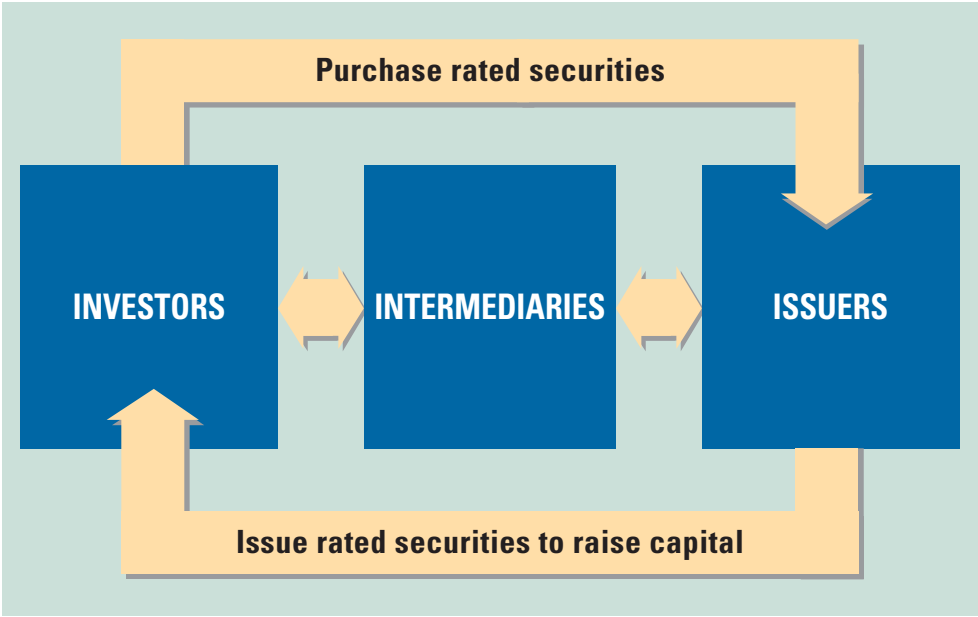 Purchase rated securities
INVESTORS
INTERMEDIARIES
ISSUERS
Issue rated securities to raise capital